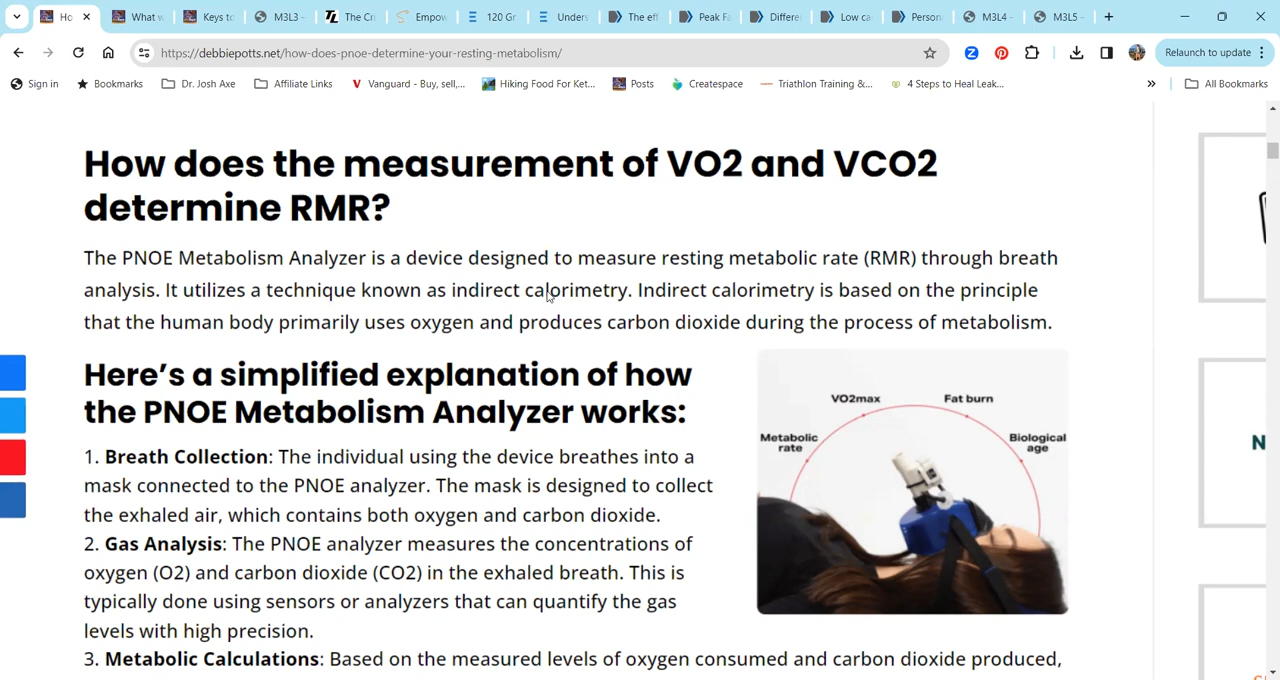 Ho
What w
Keys to
M3L3 -
The Cr
Empow
120 Gr
Unders
The eff
Peak Fa
Differe
Low ca
Person
M3L4 -
M3L5 -
https://debbiepotts.net/how-does-pnoe-determine-your-resting-metabolism/
Relaunch to update
Sign in
Bookmarks
Dr. Josh Axe
Affiliate Links
Vanguard - Buy, sell,...
Hiking Food For Ket...
Posts
Createspace
Triathlon Training &...
4 Steps to Heal Leak...
All Bookmarks
How does the measurement of VO2 and VCO2
determine RMR?
The PNOE Metabolism Analyzer is a device designed to measure resting metabolic rate (RMR) through breath
analysis. It utilizes a technique known as indirect calorimetry. Indirect calorimetry is based on the principle
that the human body primarily uses oxygen and produces carbon dioxide during the process of metabolism.
Here’s a simplified explanation of how
the PNOE Metabolism Analyzer works:
1. Breath Collection: The individual using the device breathes into a
mask connected to the PNOE analyzer. The mask is designed to collect
the exhaled air, which contains both oxygen and carbon dioxide.
2. Gas Analysis: The PNOE analyzer measures the concentrations of
oxygen (O2) and carbon dioxide (CO2) in the exhaled breath. This is
typically done using sensors or analyzers that can quantify the gas
levels with high precision.
3. Metabolic Calculations: Based on the measured levels of oxygen consumed and carbon dioxide produced,
VO2max
Fat burn
Metabolic
rate
Biological
age
N